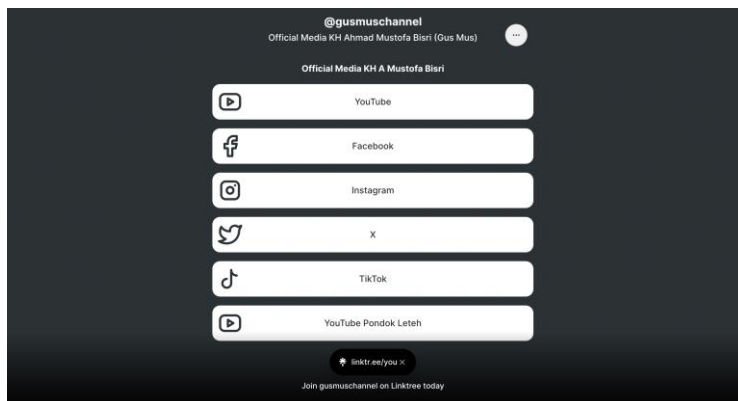 @gusmuschannel
Official Media KH Ahmad Mustofa Bisri (Gus Mus)
Official Media KH A Mustofa Bisri
YouTube
Facebook
Instagram
X
TikTok
YouTube Pondok Leteh
linktr.ee/you
Join gusmuschannel on Linktree today